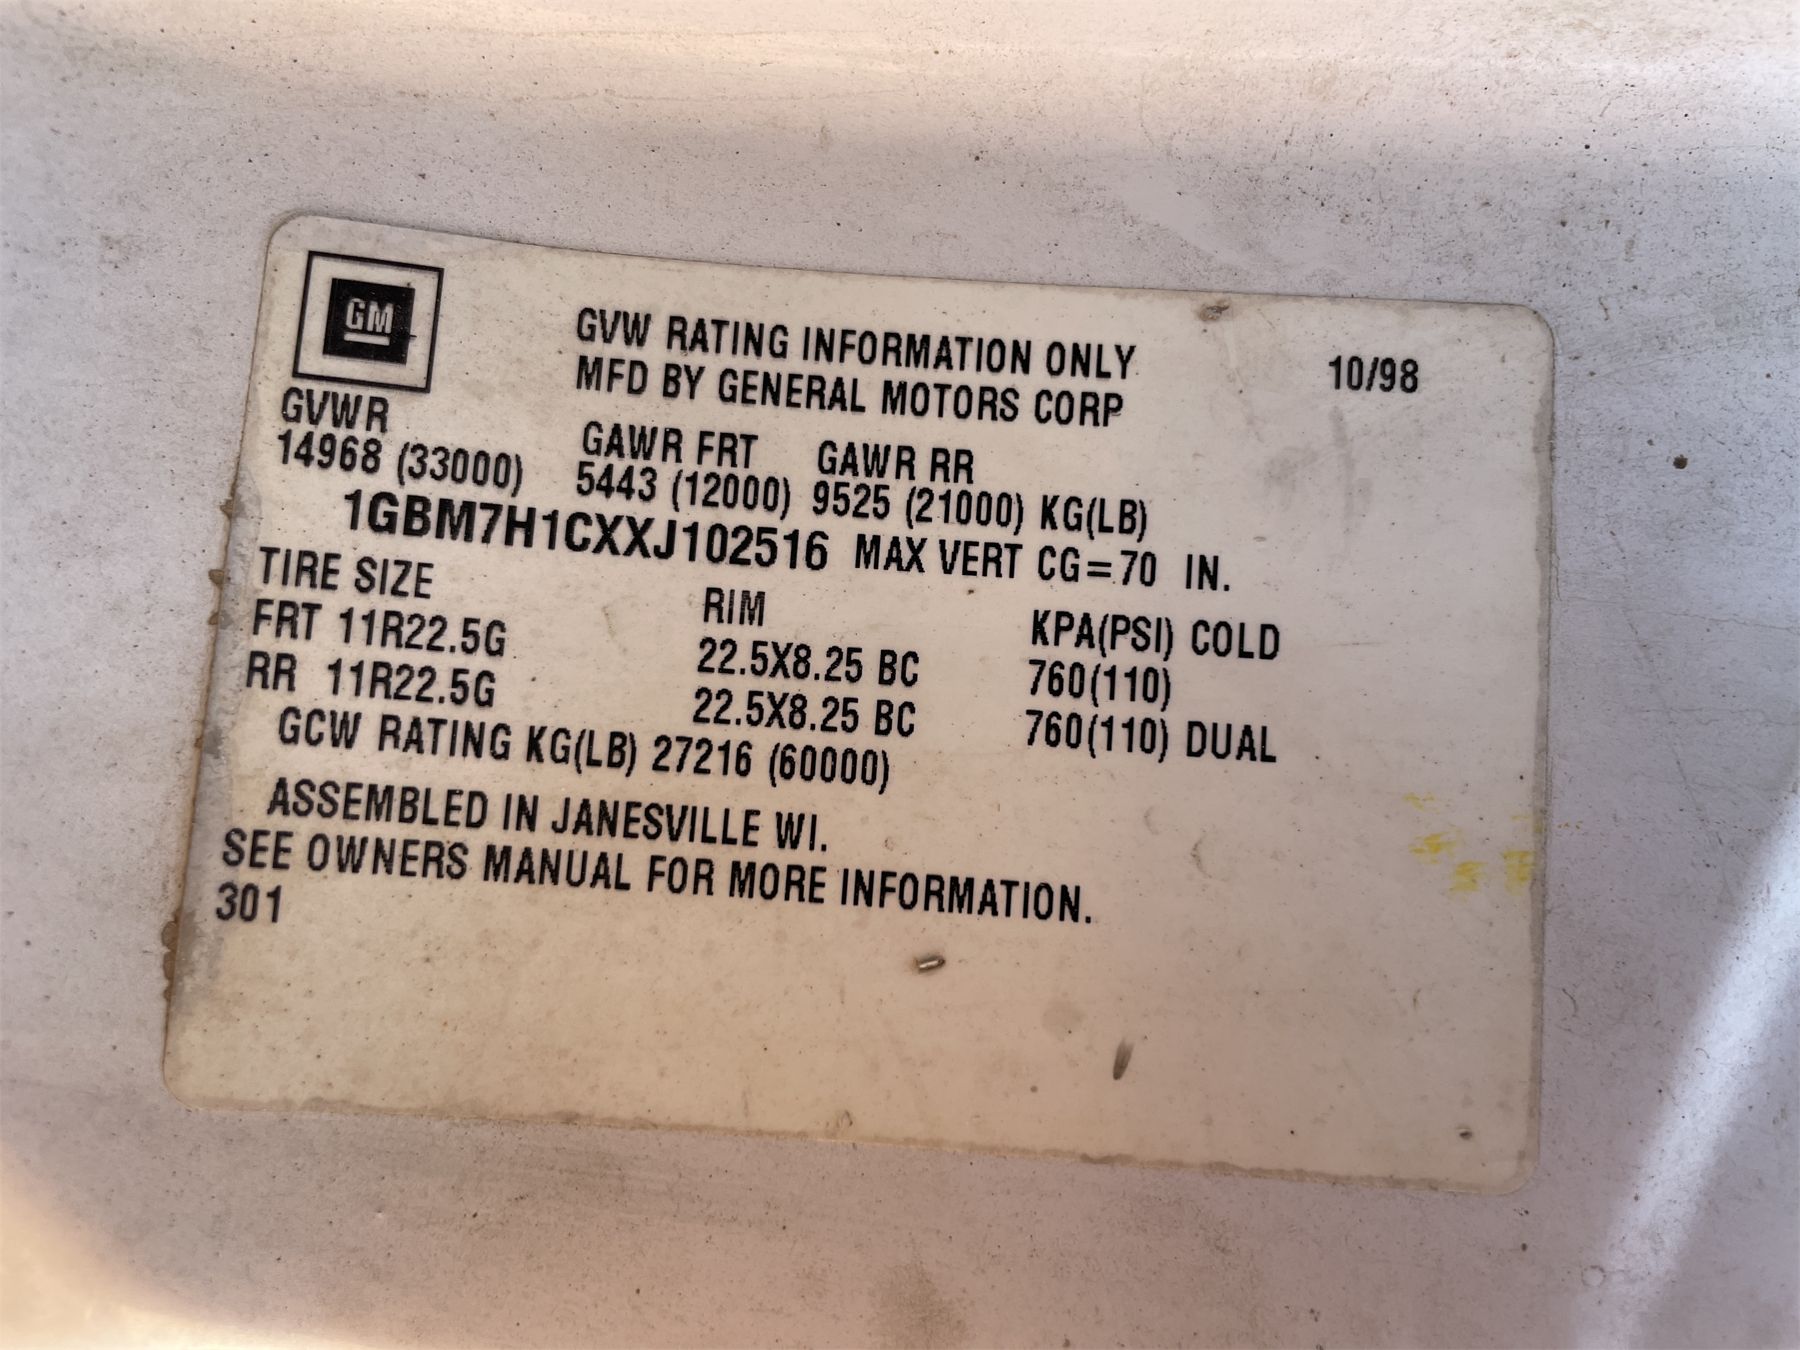 GM
GVW RATING INFORMATION ONLY 10/98
MFD BY GENERAL MOTORS CORP
GVWR GAWR FRT GAWR RR
14968 (33000) 5443 (12000) 9525 (21000) KG(LB)
1GBM7H1CXXJ102516 MAX VERT CG=70 IN.
TIRE SIZE RIM KPA(PSI) COLD
FRT 11R22.5G 22.5X8.25 BC 760(110)
RR 11R22.5G 22.5X8.25 BC 760(110) DUAL
GCW RATING KG(LB) 27216 (60000)
ASSEMBLED IN JANESVILLE WI.
SEE OWNERS MANUAL FOR MORE INFORMATION.
301